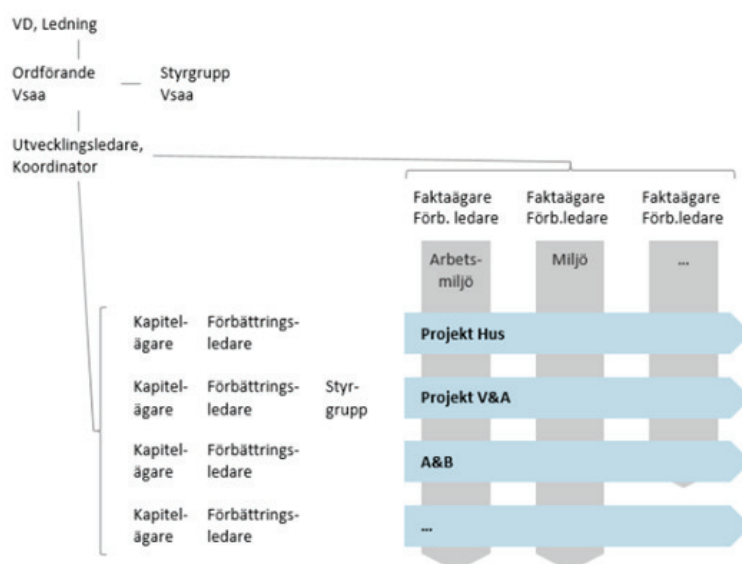 VD, Ledning
Ordförande
Vsaa
Styrgrupp
Vsaa
Utvecklingsledare,
Koordinator
Faktaägare
Förb. ledare
Faktaägare
Förb.ledare
Faktaägare
Förb.ledare
Arbets-
miljö
Miljö
...
Kapitel-
ägare
Förbättrings-
ledare
Projekt Hus
Kapitel-
ägare
Förbättrings-
ledare
Styr-
grupp
Projekt V&A
Kapitel-
ägare
Förbättrings-
ledare
A&B
Kapitel-
ägare
Förbättrings-
ledare
...